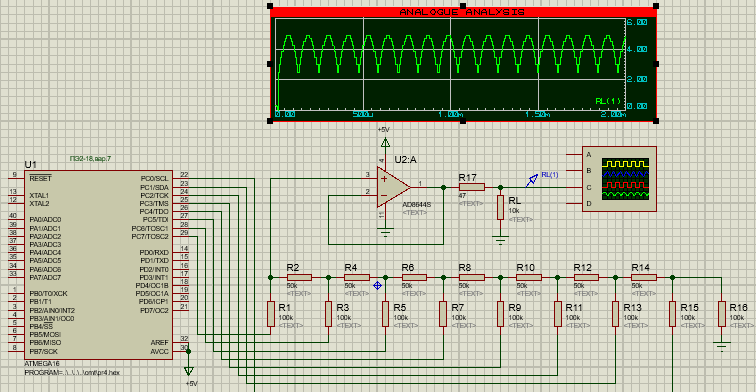 ANALOGUE ANALYSIS
6.00
4.00
2.00
0.00
RL(1)
0.00 500u 1.00m 1.50m 2.00m
+5V
U1
ПЭ2-18,вар.7
9 RESET PC0/SCL 22
PC1/SDA 23
13 XTAL1 PC2/TCK 24
12 XTAL2 PC3/TMS 25
PC4/TDO 26
40 PA0/ADC0 PC5/TDI 27
39 PA1/ADC1 PC6/TOSC1 28
38 PA2/ADC2 PC7/TOSC2 29
37 PA3/ADC3
36 PA4/ADC4 PD0/RXD 14
35 PA5/ADC5 PD1/TXD 15
34 PA6/ADC6 PD2/INT0 16
33 PA7/ADC7 PD3/INT1 17
PD4/OC1B 18
1 PB0/T0/XCK PD5/OC1A 19
2 PB1/T1 PD6/ICP1 20
3 PB2/AIN0/INT2 PD7/OC2 21
4 PB3/AIN1/OC0
5 PB4/SS
6 PB5/MOSI
7 PB6/MISO AREF 32
8 PB7/SCK AVCC 30
ATMEGA16
PROGRAM=..\..\..\..\omt\pr4.hex
+5V
U2:A
3
2
4
1
11
AD8644S
<TEXT>
R17
47
<TEXT>
RL(1)
RL
10k
<TEXT>
A
B
C
D
R2 R4 R6 R8 R10 R12 R14
50k 50k 50k 50k 50k 50k 50k
<TEXT> <TEXT> <TEXT> <TEXT> <TEXT> <TEXT> <TEXT>
R1 R3 R5 R7 R9 R11 R13 R15 R16
100k 100k 100k 100k 100k 100k 100k 100k 100k
<TEXT> <TEXT> <TEXT> <TEXT> <TEXT> <TEXT> <TEXT> <TEXT> <TEXT>